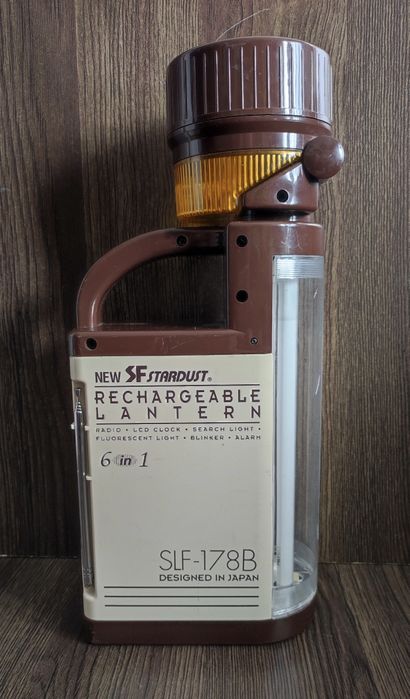 NEW SF STARDUST®
RECHARGEABLE
LANTERN
RADIO • LCD CLOCK • SEARCH LIGHT •
FLUORESCENT LIGHT • BLINKER • ALARM
6 in 1
SLF-178B
DESIGNED IN JAPAN